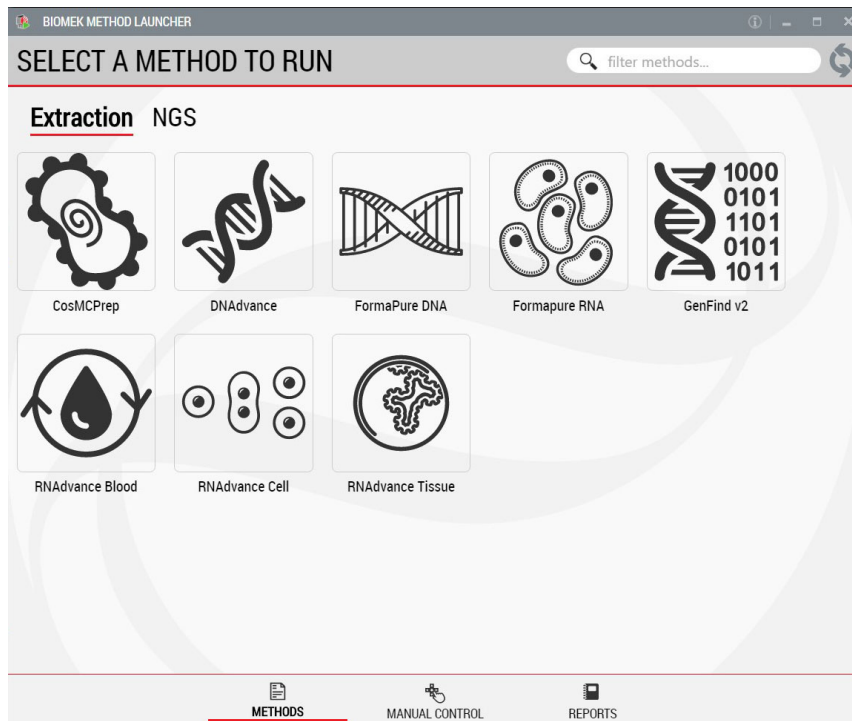 BIOMEK METHOD LAUNCHER
SELECT A METHOD TO RUN
filter methods...
Extraction NGS
1000
0101
1101
0101
1011
CosMCPrep DNAdvance FormaPure DNA Formapure RNA GenFind v2
RNAdvance Blood RNAdvance Cell RNAdvance Tissue
METHODS MANUAL CONTROL REPORTS